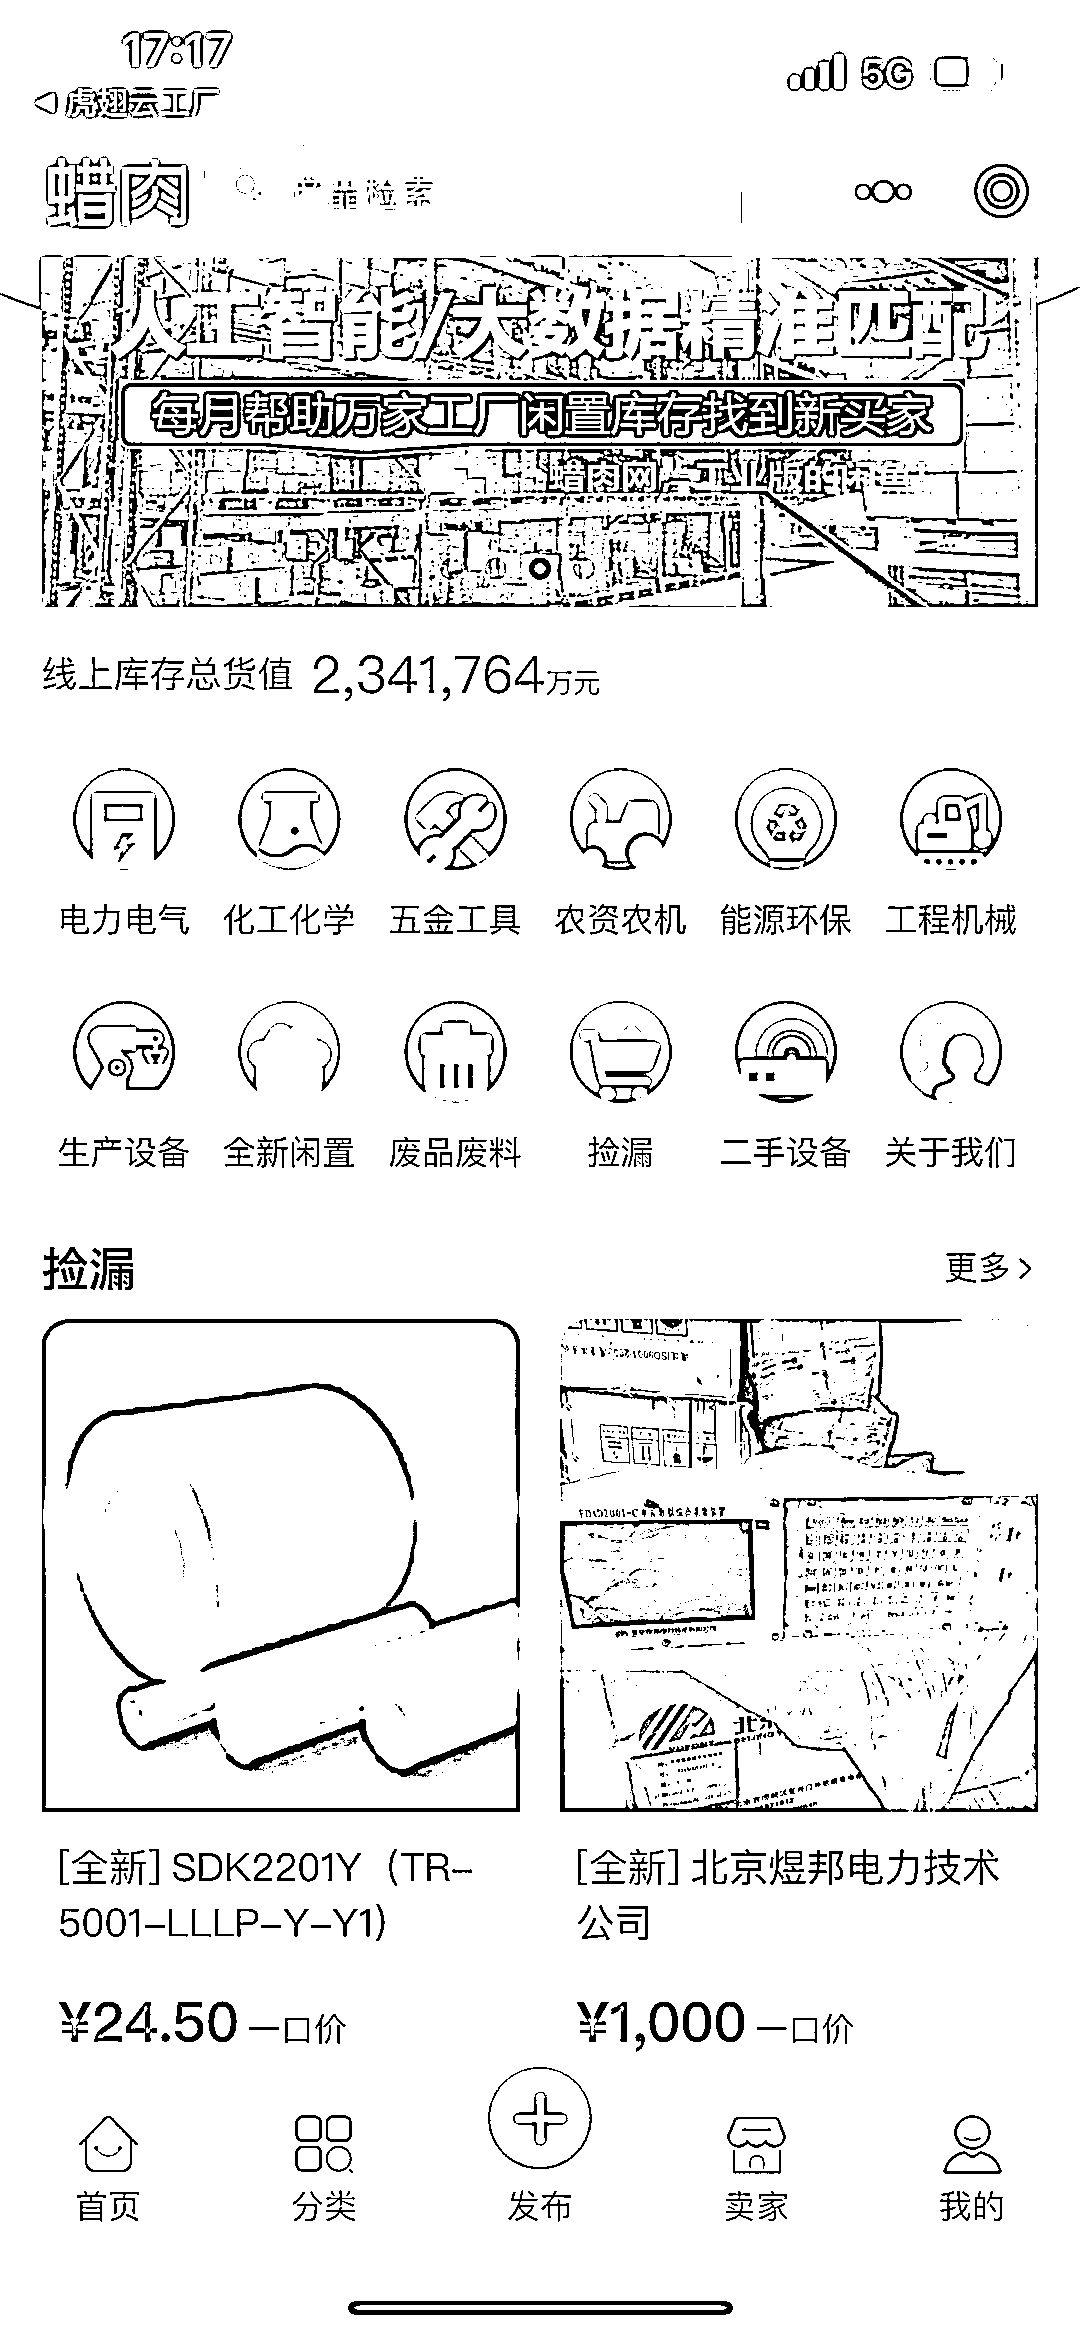 17:17
5G
虎翅云工厂
蜡肉
产品检索
人工智能/大数据精准匹配
每月帮助万家工厂闲置库存找到新买家
蜡肉网 工业版的闲鱼
线上库存总货值 2,341,764万元
电力电气 化工化学 五金工具 农资农机 能源环保 工程机械
生产设备 全新闲置 废品废料 捡漏 二手设备 关于我们
捡漏 更多
[全新] SDK2201Y（TR-
5001-LLLP-Y-Y1)
¥24.50 一口价
[全新] 北京煜邦电力技术
公司
¥1,000 一口价
首页 分类 发布 卖家 我的